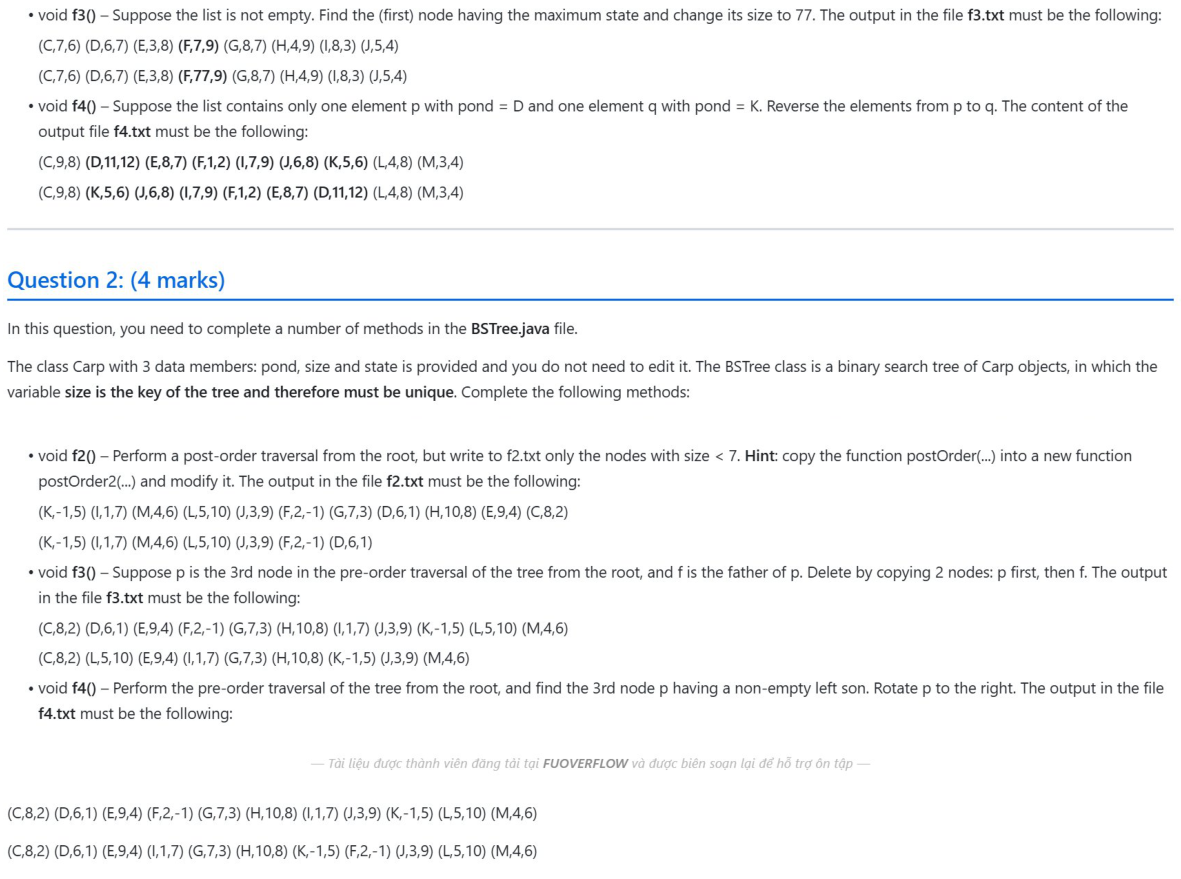 • void f3() – Suppose the list is not empty. Find the (first) node having the maximum state and change its size to 77. The output in the file f3.txt must be the following:
(C,7,6) (D,6,7) (E,3,8) (F,7,9) (G,8,7) (H,4,9) (I,8,3) (J,5,4)
(C,7,6) (D,6,7) (E,3,8) (F,77,9) (G,8,7) (H,4,9) (I,8,3) (J,5,4)
• void f4() – Suppose the list contains only one element p with pond = D and one element q with pond = K. Reverse the elements from p to q. The content of the
output file f4.txt must be the following:
(C,9,8) (D,11,12) (E,8,7) (F,1,2) (I,7,9) (J,6,8) (K,5,6) (L,4,8) (M,3,4)
(C,9,8) (K,5,6) (J,6,8) (I,7,9) (F,1,2) (E,8,7) (D,11,12) (L,4,8) (M,3,4)
Question 2: (4 marks)
In this question, you need to complete a number of methods in the BSTree.java file.
The class Carp with 3 data members: pond, size and state is provided and you do not need to edit it. The BSTree class is a binary search tree of Carp objects, in which the
variable size is the key of the tree and therefore must be unique. Complete the following methods:
• void f2() – Perform a post-order traversal from the root, but write to f2.txt only the nodes with size < 7. Hint: copy the function postOrder(...) into a new function
postOrder2(...) and modify it. The output in the file f2.txt must be the following:
(K,-1,5) (I,1,7) (M,4,6) (L,5,10) (J,3,9) (F,2,-1) (G,7,3) (D,6,1) (H,10,8) (E,9,4) (C,8,2)
(K,-1,5) (I,1,7) (M,4,6) (L,5,10) (J,3,9) (F,2,-1) (D,6,1)
• void f3() – Suppose p is the 3rd node in the pre-order traversal of the tree from the root, and f is the father of p. Delete by copying 2 nodes: p first, then f. The output
in the file f3.txt must be the following:
(C,8,2) (D,6,1) (E,9,4) (F,2,-1) (G,7,3) (H,10,8) (I,1,7) (J,3,9) (K,-1,5) (L,5,10) (M,4,6)
(C,8,2) (L,5,10) (E,9,4) (I,1,7) (G,7,3) (H,10,8) (K,-1,5) (J,3,9) (M,4,6)
• void f4() – Perform the pre-order traversal of the tree from the root, and find the 3rd node p having a non-empty left son. Rotate p to the right. The output in the file
f4.txt must be the following:
— Tài liệu được thành viên đăng tải tại FUOVERFLOW và được biên soạn lại để hỗ trợ ôn tập —
(C,8,2) (D,6,1) (E,9,4) (F,2,-1) (G,7,3) (H,10,8) (I,1,7) (J,3,9) (K,-1,5) (L,5,10) (M,4,6)
(C,8,2) (D,6,1) (E,9,4) (I,1,7) (G,7,3) (H,10,8) (K,-1,5) (F,2,-1) (J,3,9) (L,5,10) (M,4,6)